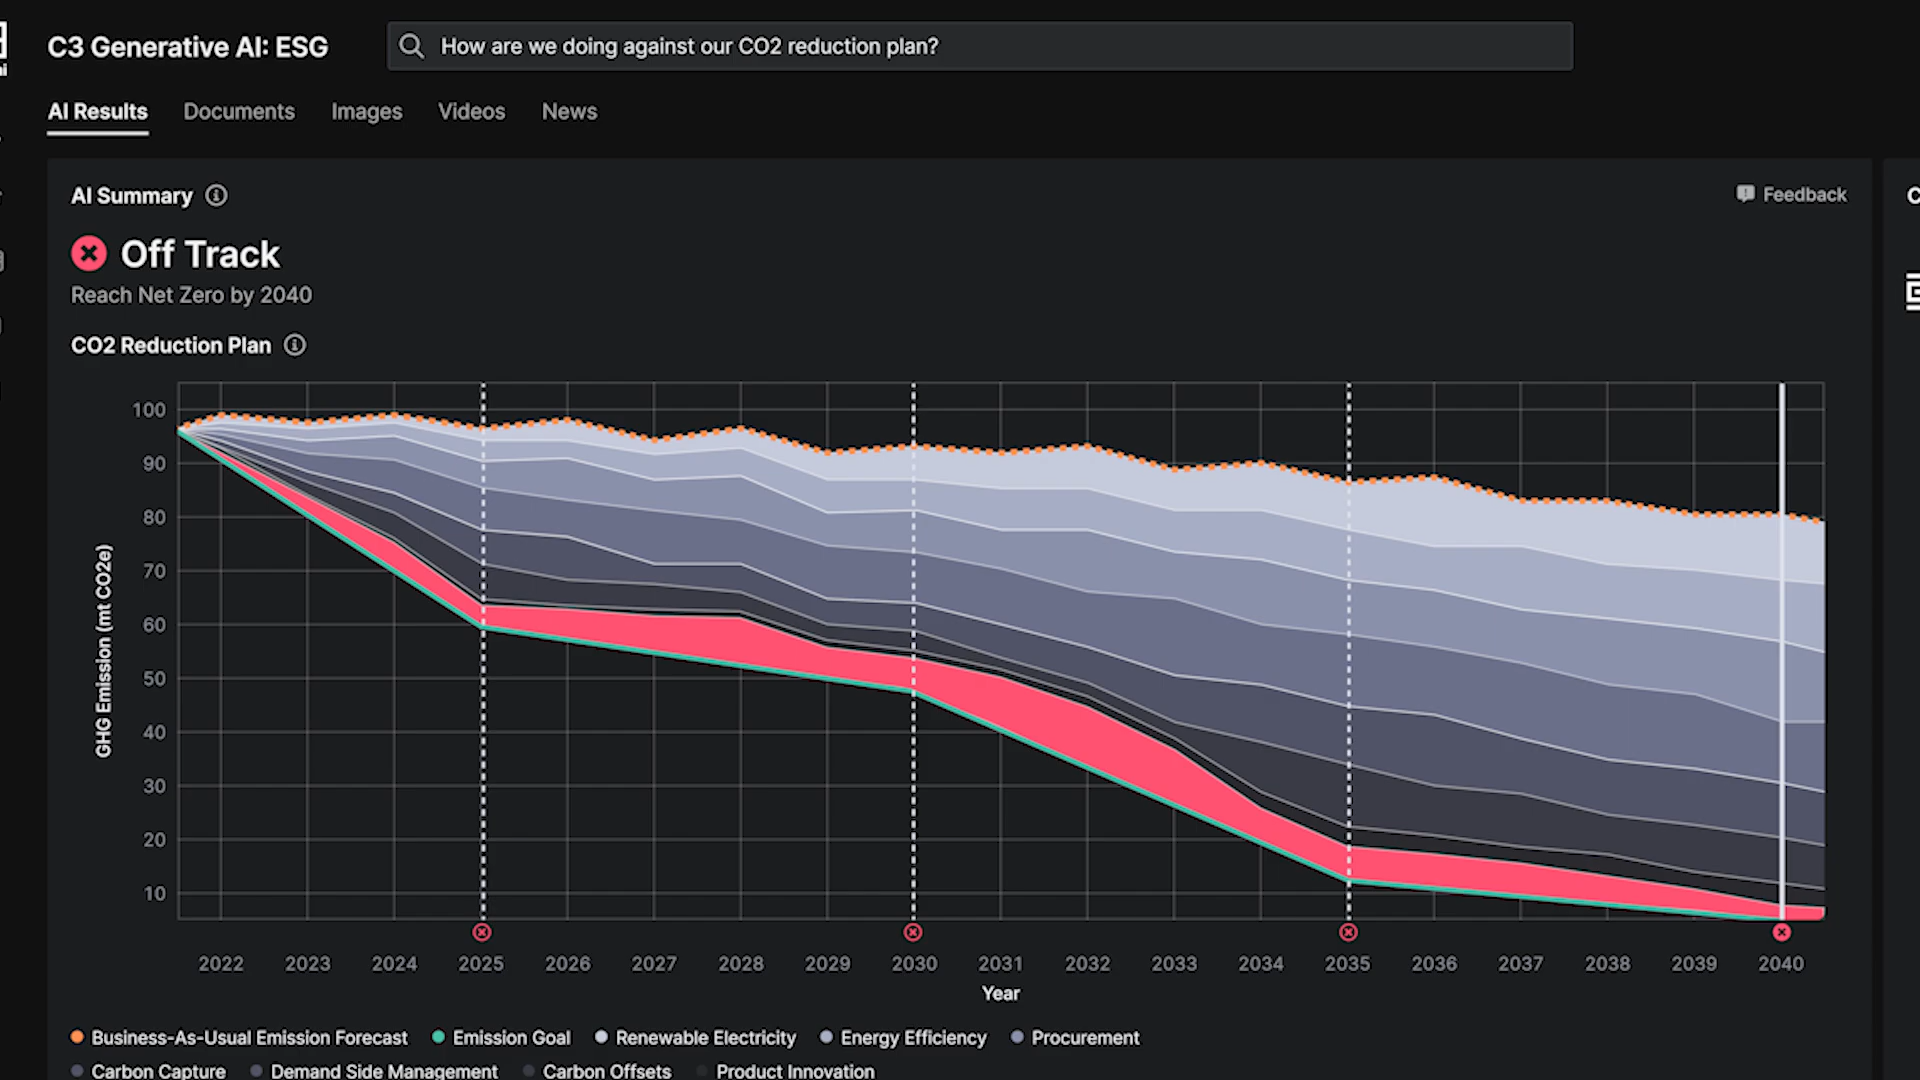 C3 Generative AI: ESG
How are we doing against our CO2 reduction plan?
AI Results Documents Images Videos News
AI Summary
Feedback
Off Track
Reach Net Zero by 2040
CO2 Reduction Plan
GHG Emission (mt CO2e)
100
90
80
70
60
50
40
30
20
10
2022 2023 2024 2025 2026 2027 2028 2029 2030 2031 2032 2033 2034 2035 2036 2037 2038 2039 2040
Year
Business-As-Usual Emission Forecast Emission Goal Renewable Electricity Energy Efficiency Procurement
Carbon Capture Demand Side Management Carbon Offsets Product Innovation